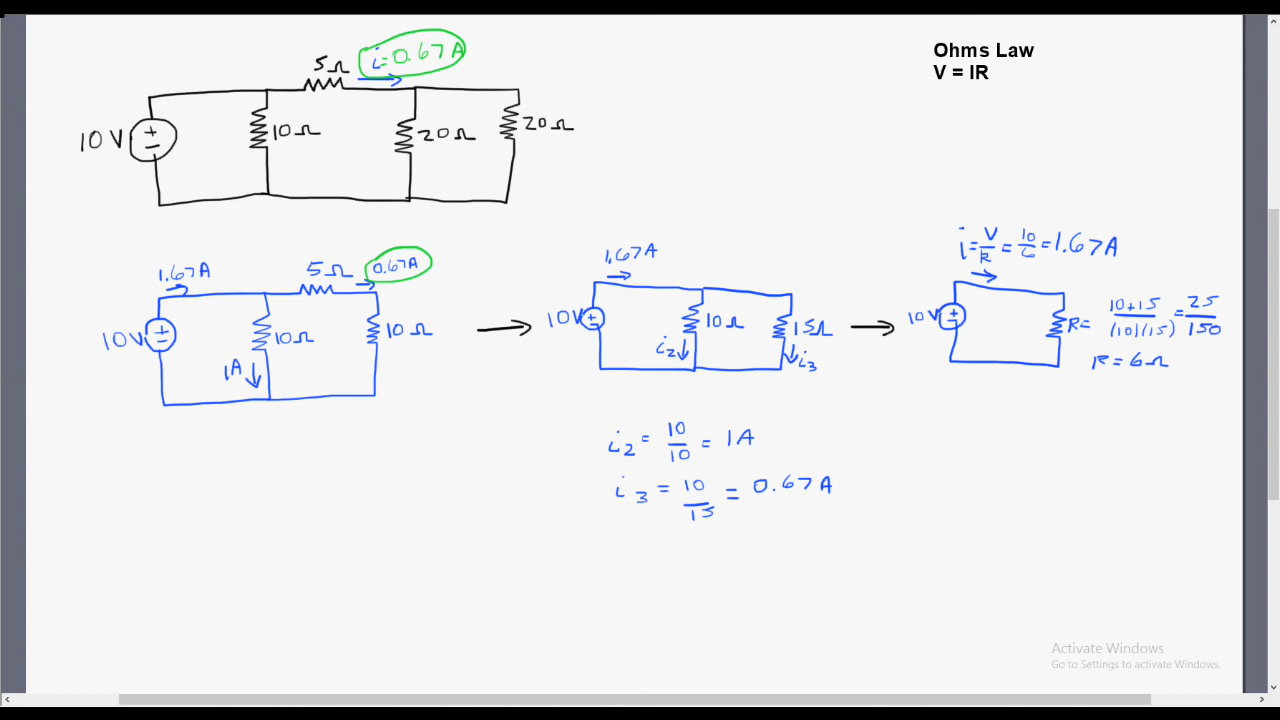 Ohms Law
V = IR
5Ω i=0.67A
10V
10Ω
20Ω
20Ω
1.67A
5Ω
0.67A
10V
10Ω
10Ω
1A
1.67A
10V
10Ω
15Ω
i2
i3
i = V/R = 10/6 = 1.67A
10V
R = 10+15/(10)(15) = 25/150
R = 6Ω
i2 = 10/10 = 1A
i3 = 10/15 = 0.67A
Activate Windows
Go to Settings to activate Windows.